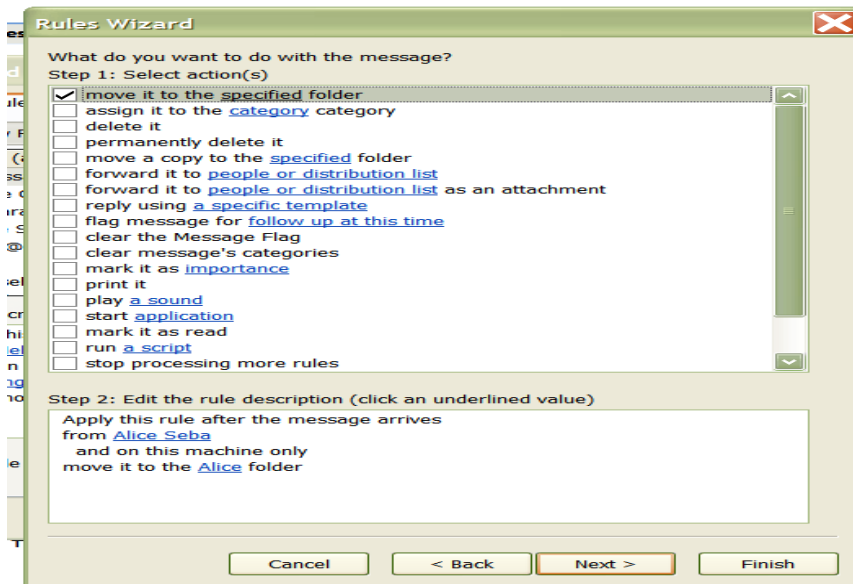 Rules Wizard
What do you want to do with the message?
Step 1: Select action(s)
move it to the specified folder
assign it to the category category
delete it
permanently delete it
move a copy to the specified folder
forward it to people or distribution list
forward it to people or distribution list as an attachment
reply using a specific template
flag message for follow up at this time
clear the Message Flag
clear message's categories
mark it as importance
print it
play a sound
start application
mark it as read
run a script
stop processing more rules
Step 2: Edit the rule description (click an underlined value)
Apply this rule after the message arrives
from Alice Seba
and on this machine only
move it to the Alice folder
Cancel
< Back
Next >
Finish